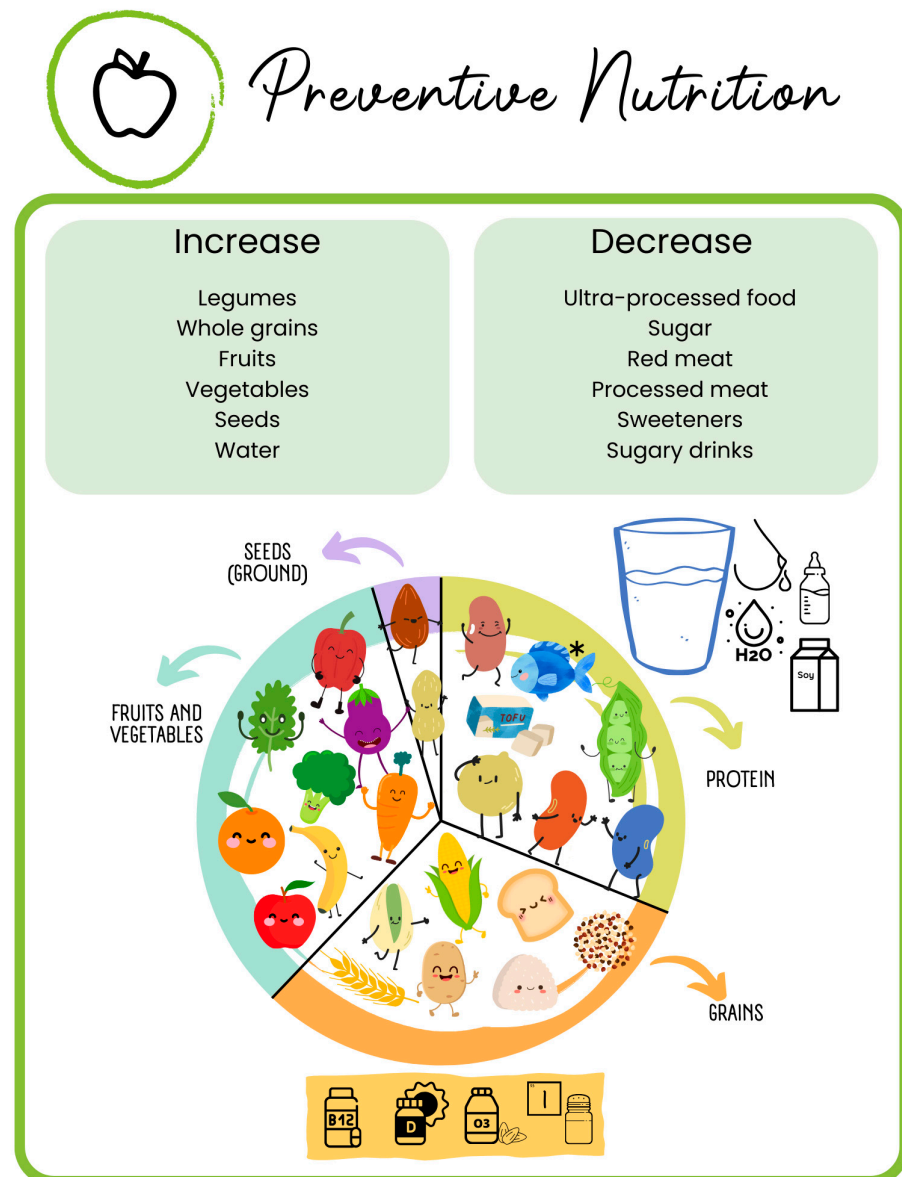 Preventive Nutrition
Increase
Legumes
Whole grains
Fruits
Vegetables
Seeds
Water
Decrease
Ultra-processed food
Sugar
Red meat
Processed meat
Sweeteners
Sugary drinks
SEEDS
(GROUND)
FRUITS AND
VEGETABLES
H2O
Soy
*
TOFU
PROTEIN
GRAINS
B12
D
O3
I